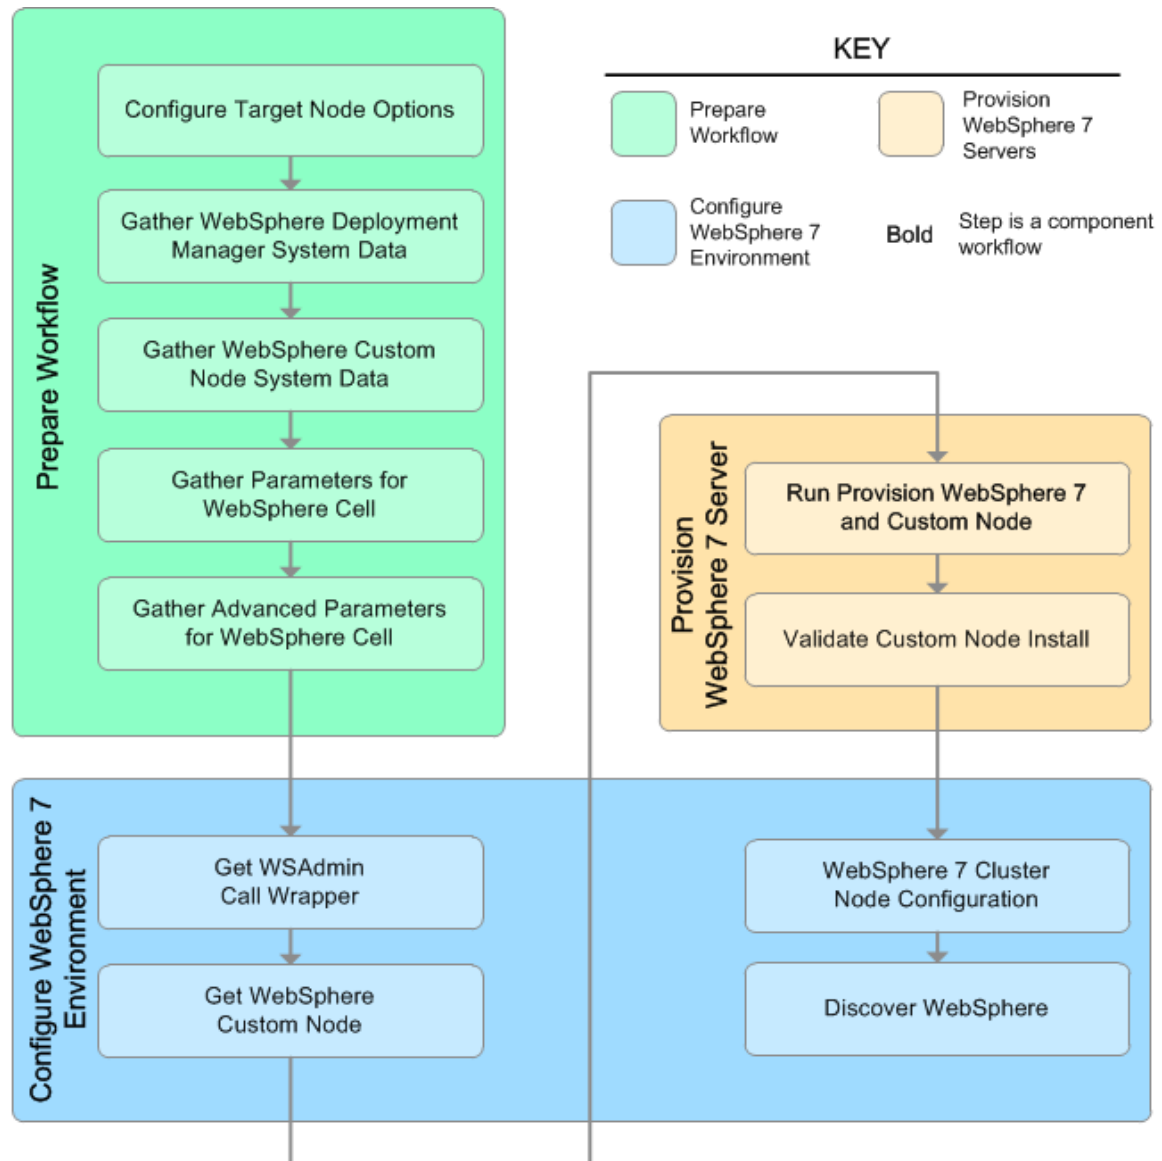 Prepare Workflow
Configure Target Node Options
Gather WebSphere Deployment
Manager System Data
Gather WebSphere Custom
Node System Data
Gather Parameters for
WebSphere Cell
Gather Advanced Parameters
for WebSphere Cell
KEY
Prepare
Workflow
Provision
WebSphere 7
Servers
Configure
WebSphere 7
Environment
Bold
Step is a component
workflow
Configure WebSphere 7
Environment
Get WSAdmin
Call Wrapper
Get WebSphere
Custom Node
Provision
WebSphere 7 Server
Run Provision WebSphere 7
and Custom Node
Validate Custom Node Install
WebSphere 7 Cluster
Node Configuration
Discover WebSphere